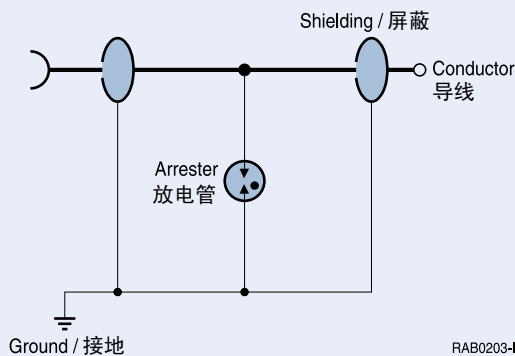 Shielding / 屏蔽
Conductor
导线
Arrester
放电管
Ground / 接地
RAB0203-I